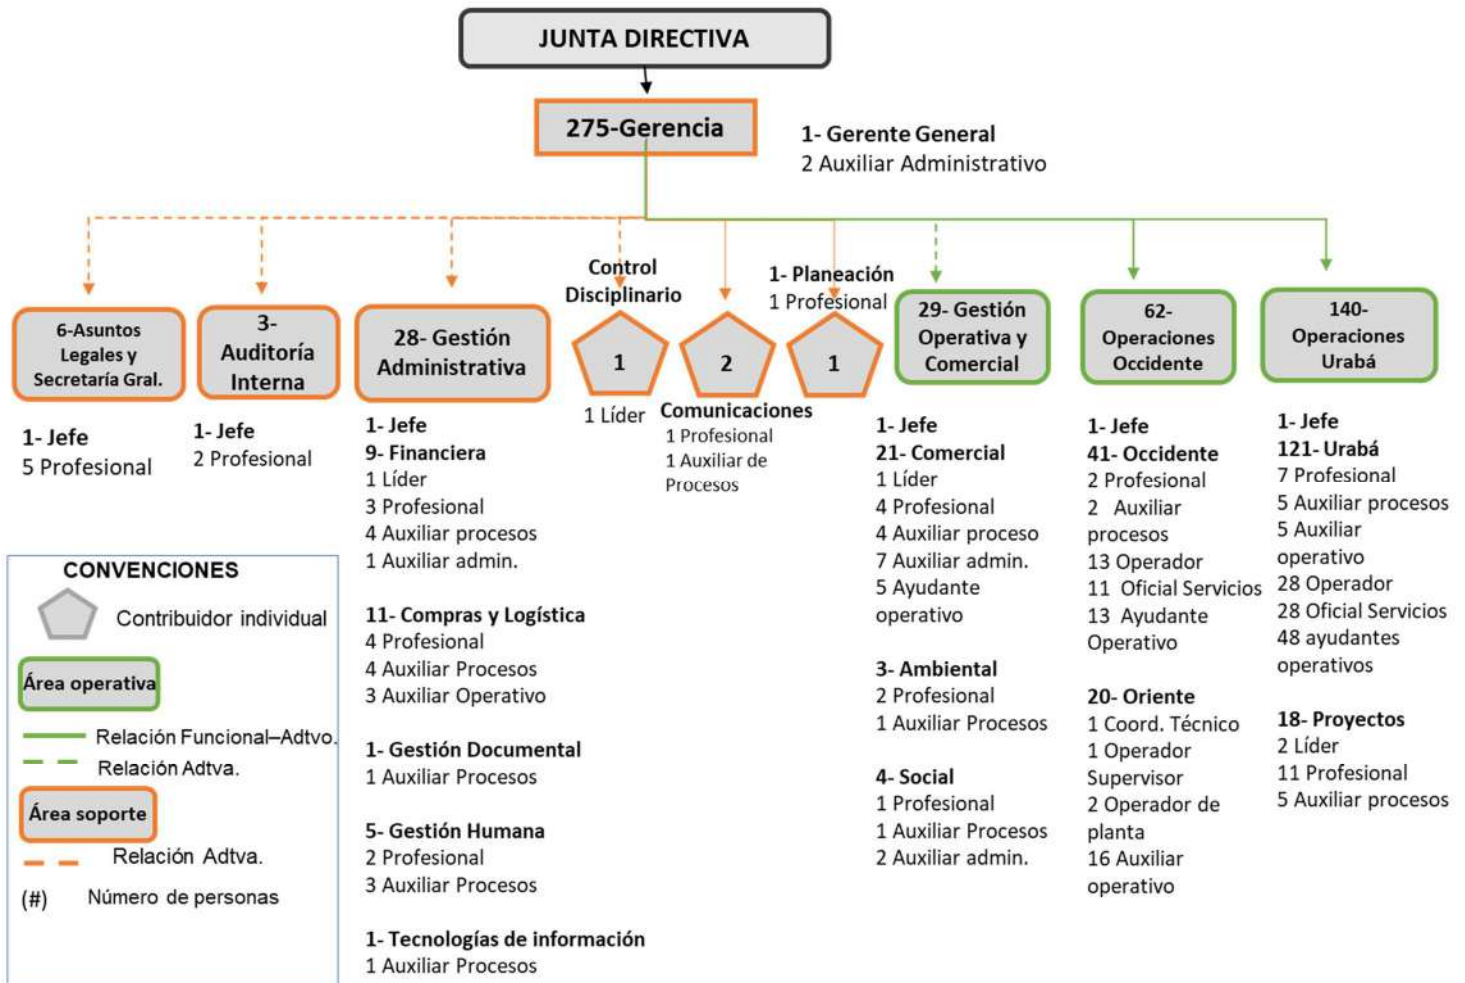 JUNTA DIRECTIVA
275-Gerencia
1- Gerente General
2 Auxiliar Administrativo
6-Asuntos
Legales y
Secretaría Gral.
1- Jefe
5 Profesional
3-
Auditoría
Interna
1- Jefe
2 Profesional
28- Gestión
Administrativa
1- Jefe
9- Financiera
1 Líder
3 Profesional
4 Auxiliar procesos
1 Auxiliar admin.
11- Compras y Logística
4 Profesional
4 Auxiliar Procesos
3 Auxiliar Operativo
1- Gestión Documental
1 Auxiliar Procesos
5- Gestión Humana
2 Profesional
3 Auxiliar Procesos
1- Tecnologías de información
1 Auxiliar Procesos
Control
Disciplinario
1
1 Líder
2
Comunicaciones
1 Profesional
1 Auxiliar de
Procesos
1- Planeación
1 Profesional
1
29- Gestión
Operativa y
Comercial
1- Jefe
21- Comercial
1 Líder
4 Profesional
4 Auxiliar proceso
7 Auxiliar admin.
5 Ayudante
operativo
3- Ambiental
2 Profesional
1 Auxiliar Procesos
4- Social
1 Profesional
1 Auxiliar Procesos
2 Auxiliar admin.
62-
Operaciones
Occidente
1- Jefe
41- Occidente
2 Profesional
2 Auxiliar
procesos
13 Operador
11 Oficial Servicios
13 Ayudante
Operativo
20- Oriente
1 Coord. Técnico
1 Operador
Supervisor
2 Operador de
planta
16 Auxiliar
operativo
140-
Operaciones
Urabá
1- Jefe
121- Urabá
7 Profesional
5 Auxiliar procesos
5 Auxiliar
operativo
28 Operador
28 Oficial Servicios
48 ayudantes
operativos
18- Proyectos
2 Líder
11 Profesional
5 Auxiliar procesos
CONVENCIONES
Contribuidor individual
Área operativa
Relación Funcional–Adtvo.
Relación Adtva.
Área soporte
Relación Adtva.
(#) Número de personas